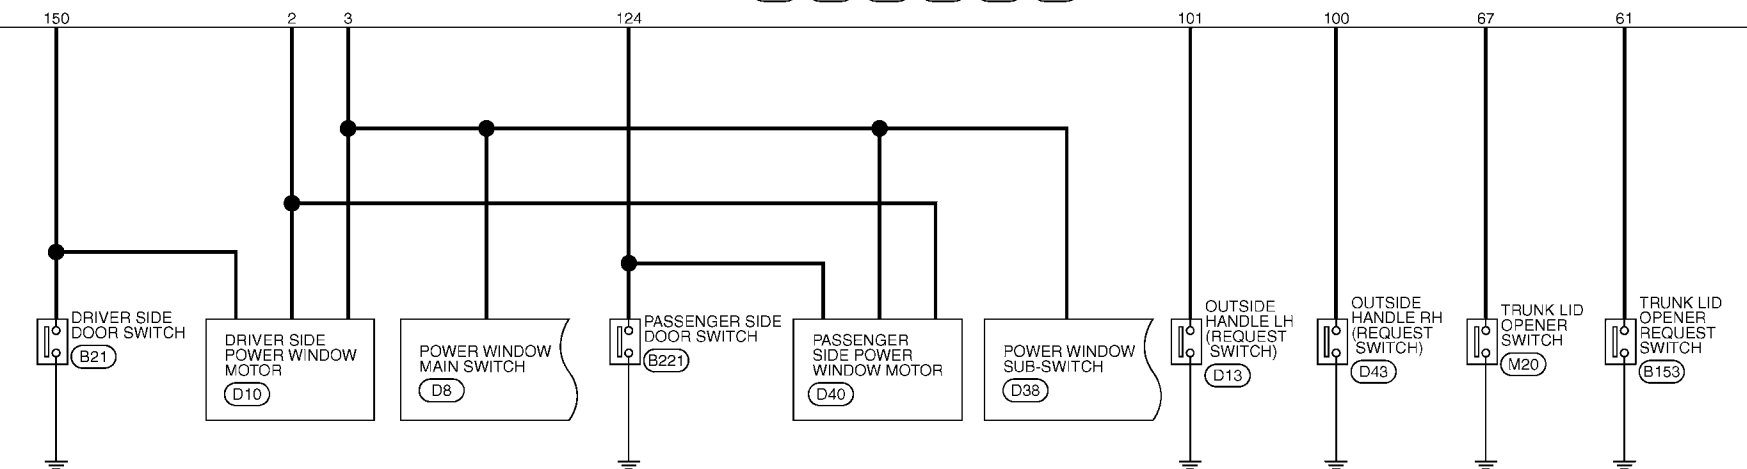 150 2 3 124 101 100 67 61
DRIVER SIDE
DOOR SWITCH
B21
DRIVER SIDE
POWER WINDOW
MOTOR
D10
POWER WINDOW
MAIN SWITCH
D8
PASSENGER SIDE
DOOR SWITCH
B221
PASSENGER
SIDE POWER
WINDOW MOTOR
D40
POWER WINDOW
SUB-SWITCH
D38
OUTSIDE
HANDLE LH
(REQUEST
SWITCH)
D13
OUTSIDE
HANDLE RH
(REQUEST
SWITCH)
D43
TRUNK LID
OPENER
SWITCH
M20
TRUNK LID
OPENER
REQUEST
SWITCH
B153